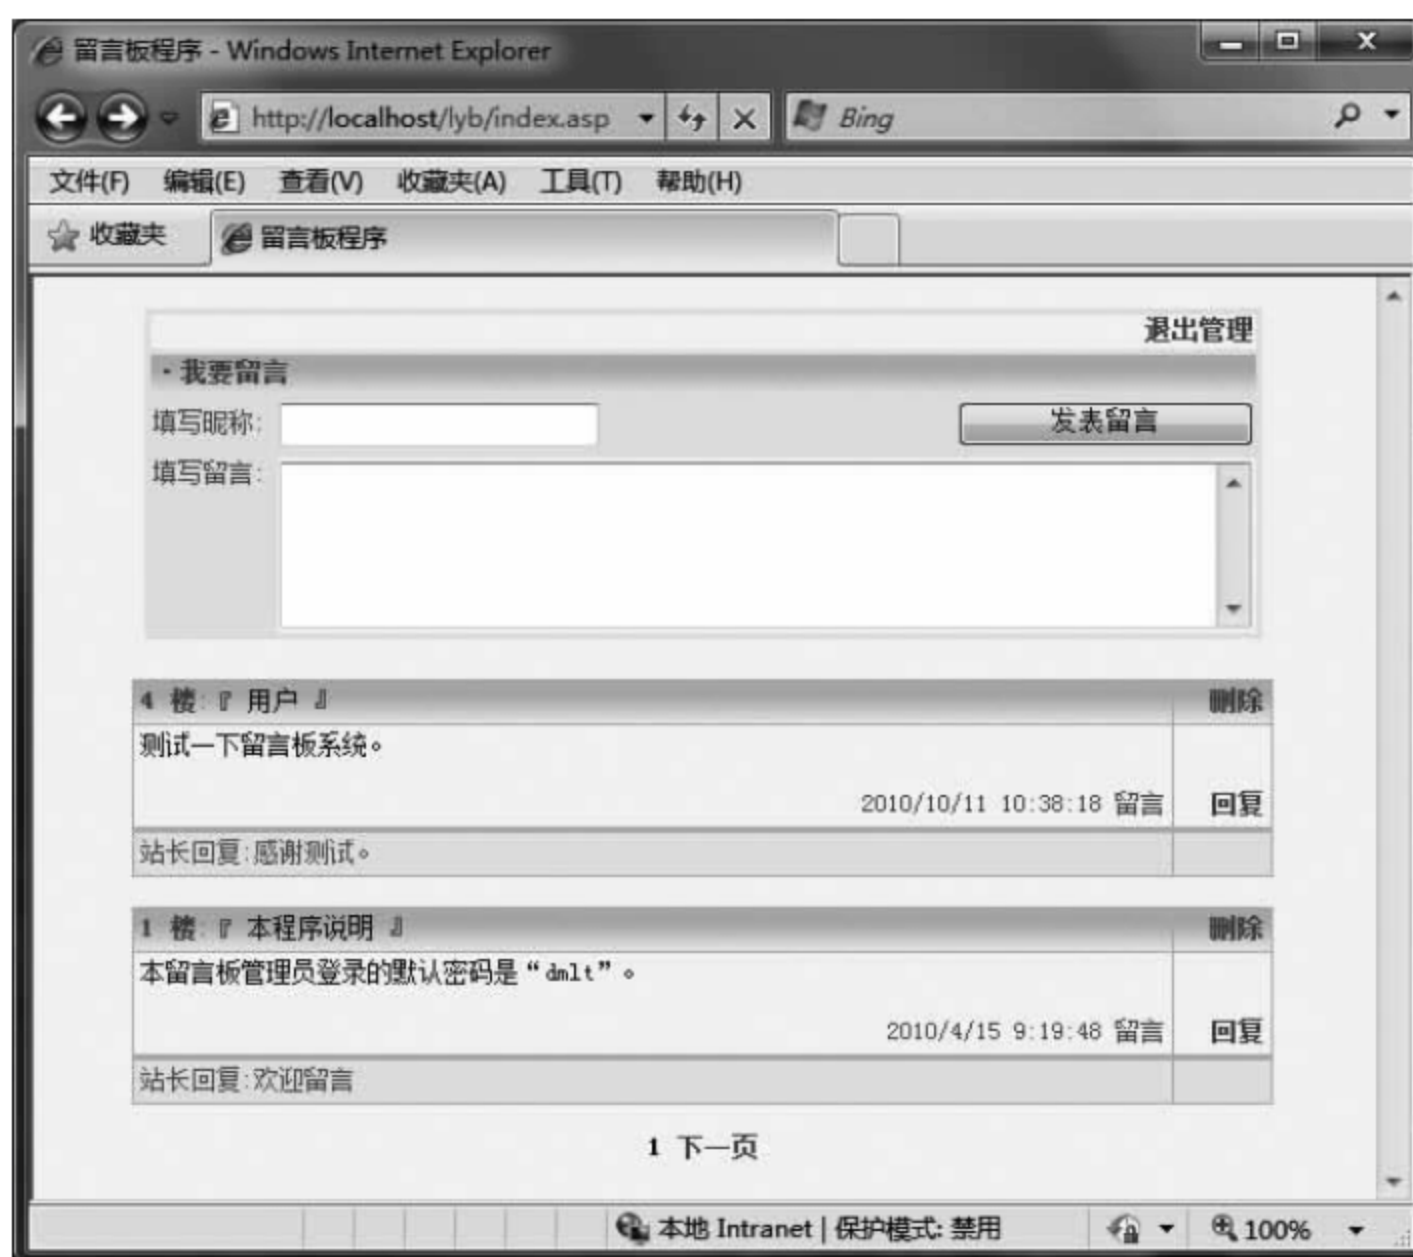 留言板程序 - Windows Internet Explorer
http://localhost/lyb/index.asp Bing
文件(F) 编辑(E) 查看(V) 收藏夹(A) 工具(T) 帮助(H)
收藏夹 留言板程序
退出管理
·我要留言
填写昵称: 发表留言
填写留言:
4 楼:『 用户 』 删除
测试一下留言板系统。
2010/10/11 10:38:18 留言 回复
站长回复:感谢测试。
1 楼:『 本程序说明 』 删除
本留言板管理员登录的默认密码是“dmlt”。
2010/4/15 9:19:48 留言 回复
站长回复:欢迎留言
1 下一页
本地 Intranet | 保护模式: 禁用 100%